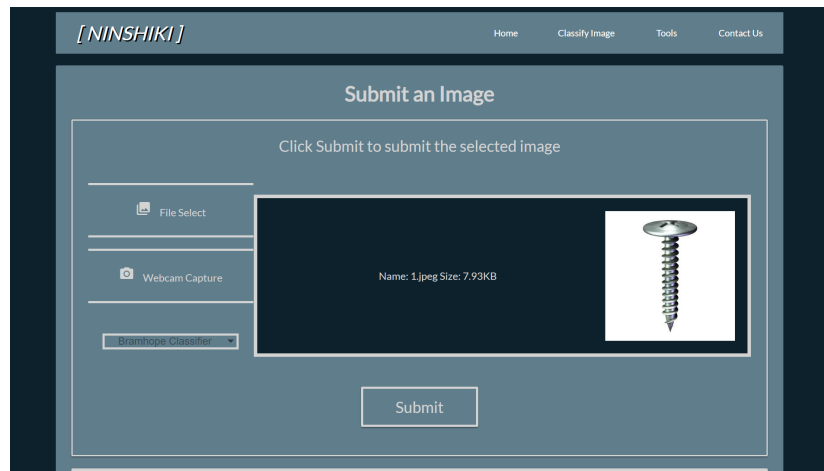 [ NINSHIKI ]
Home Classify Image Tools Contact Us
Submit an Image
Click Submit to submit the selected image
File Select
Webcam Capture
Name: 1.jpeg Size: 7.93KB
Bramhope Classifier
Submit